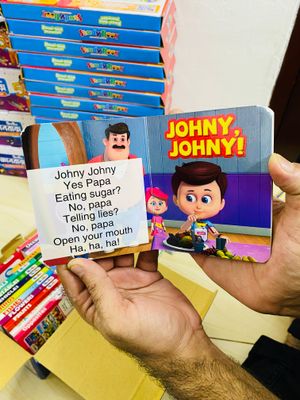 JOHNY,
JOHNY!
Johny Johny
Yes Papa
Eating sugar?
No, papa
Telling lies?
No, papa
Open your mouth
Ha, ha, ha!